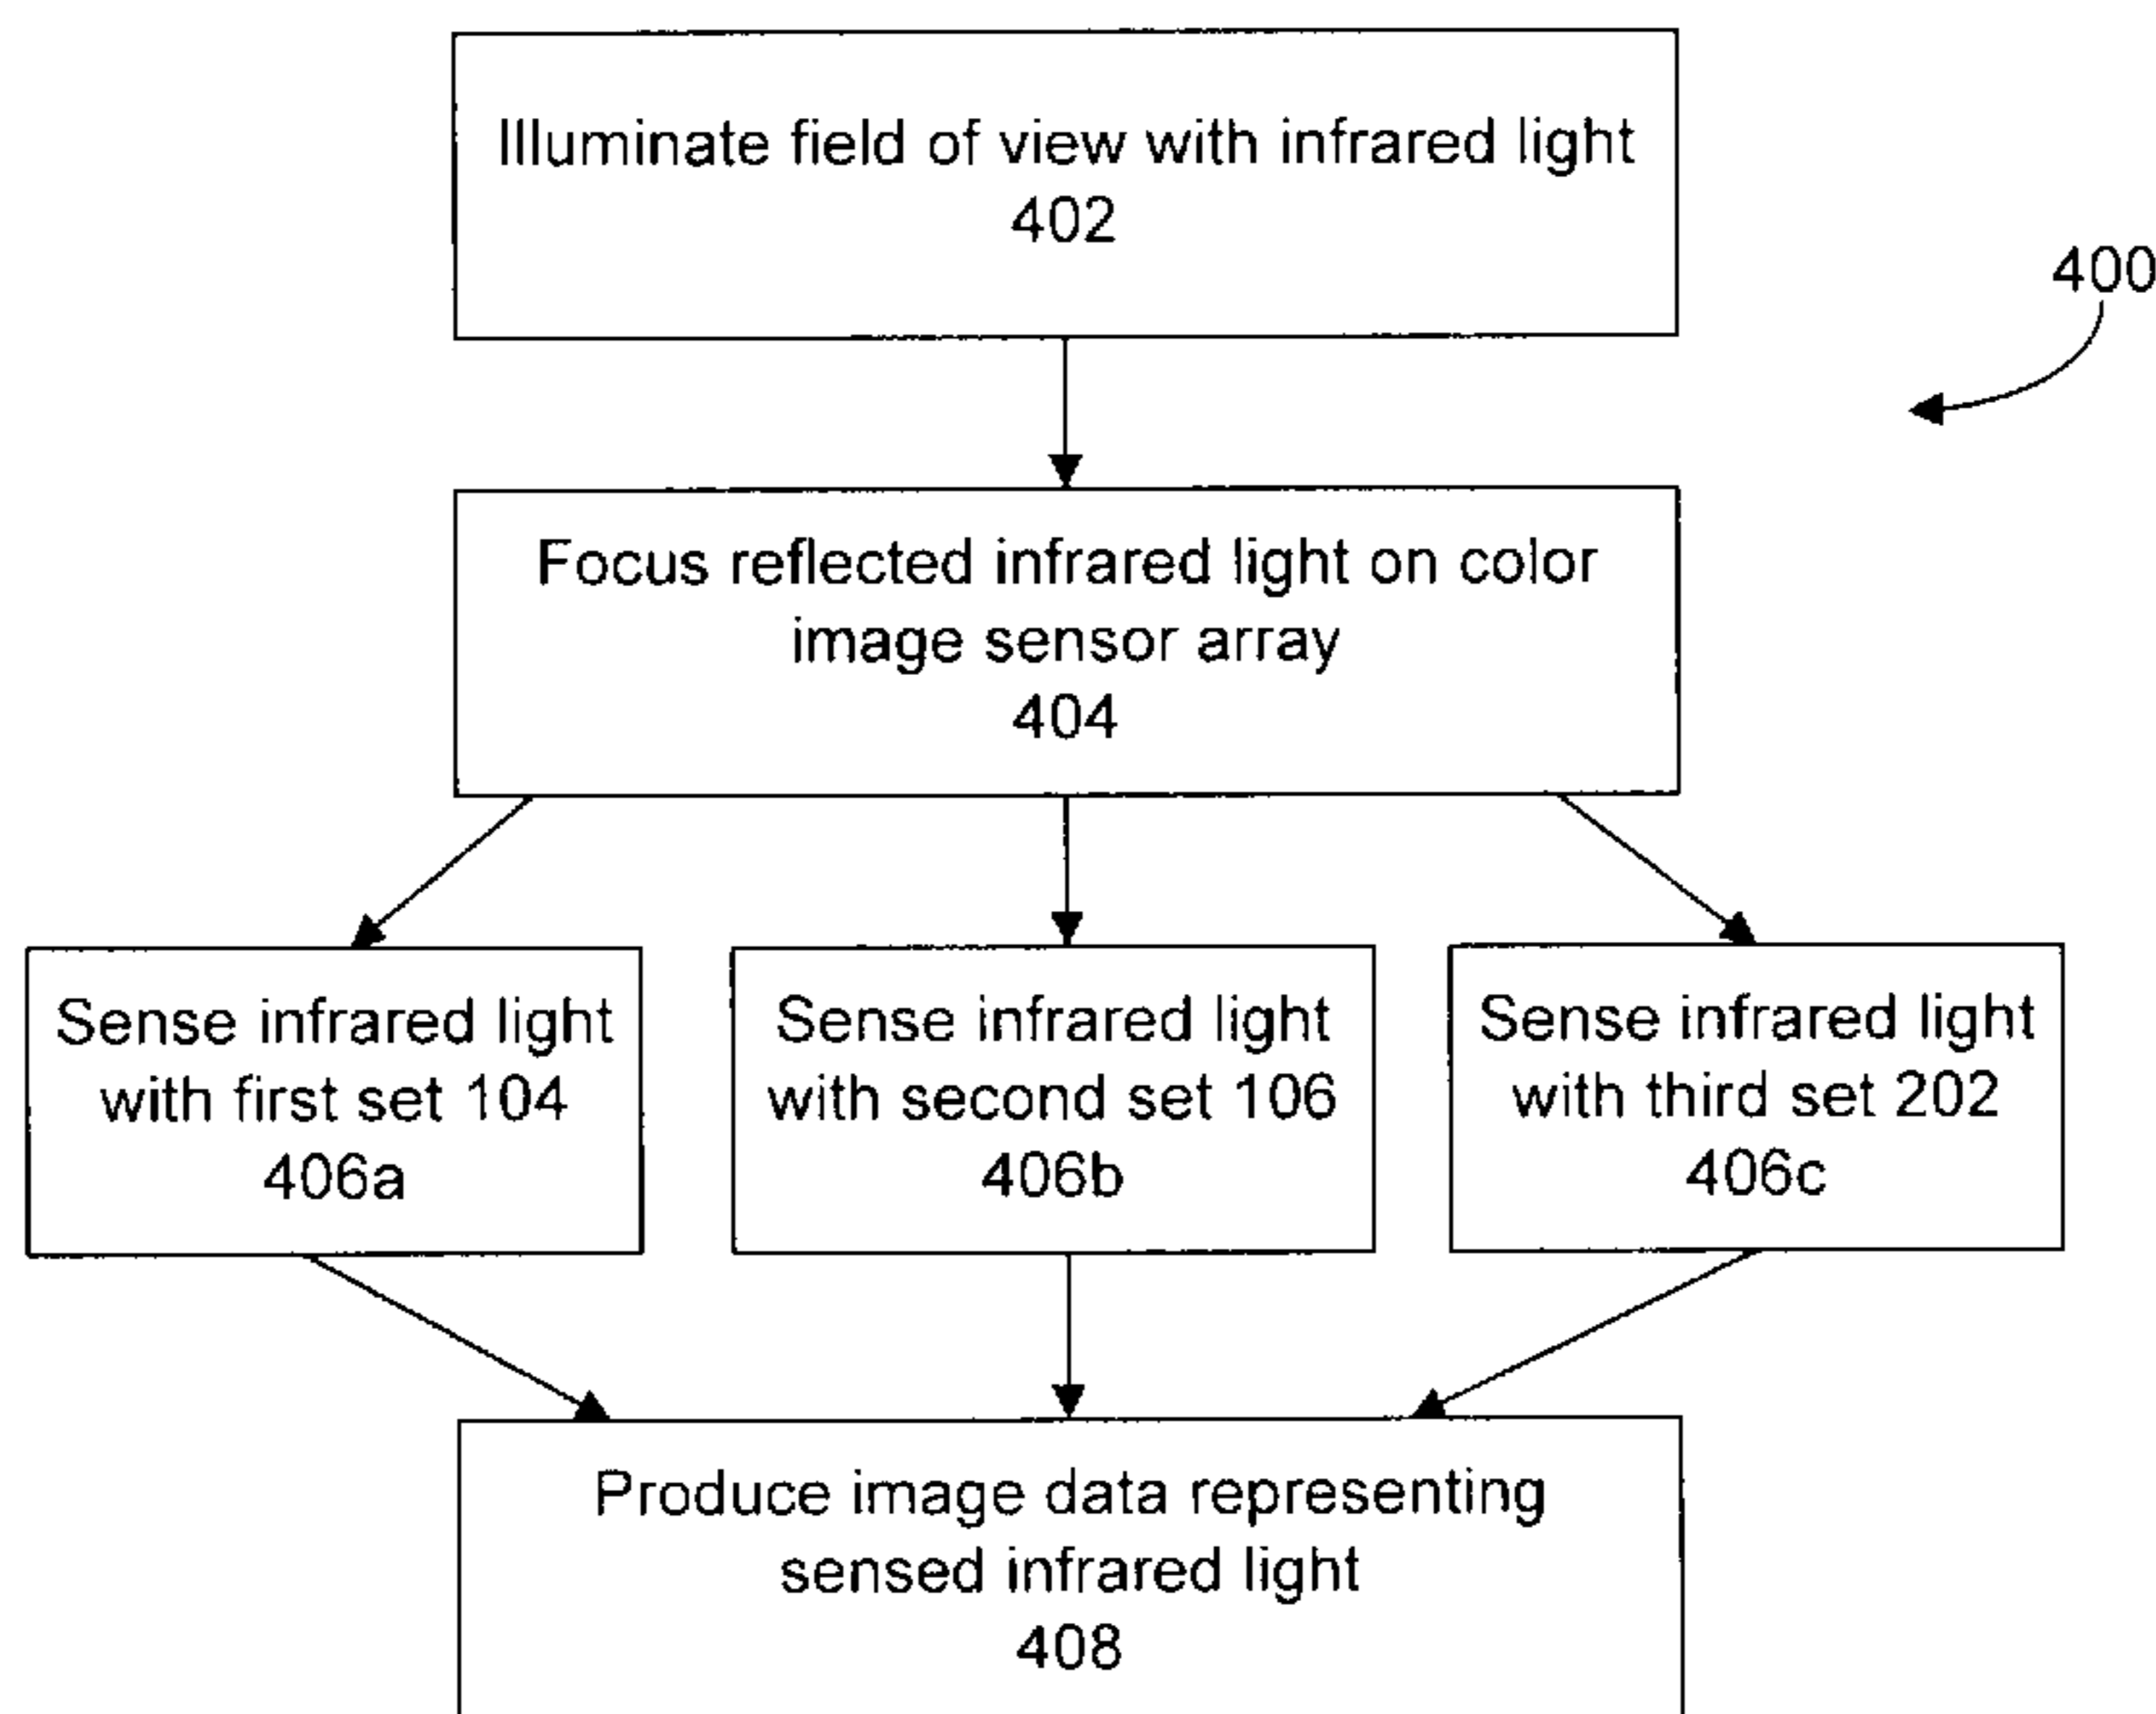 Illuminate field of view with infrared light
402
400
Focus reflected infrared light on color
image sensor array
404
Sense infrared light
with first set 104
406a
Sense infrared light
with second set 106
406b
Sense infrared light
with third set 202
406c
Produce image data representing
sensed infrared light
408